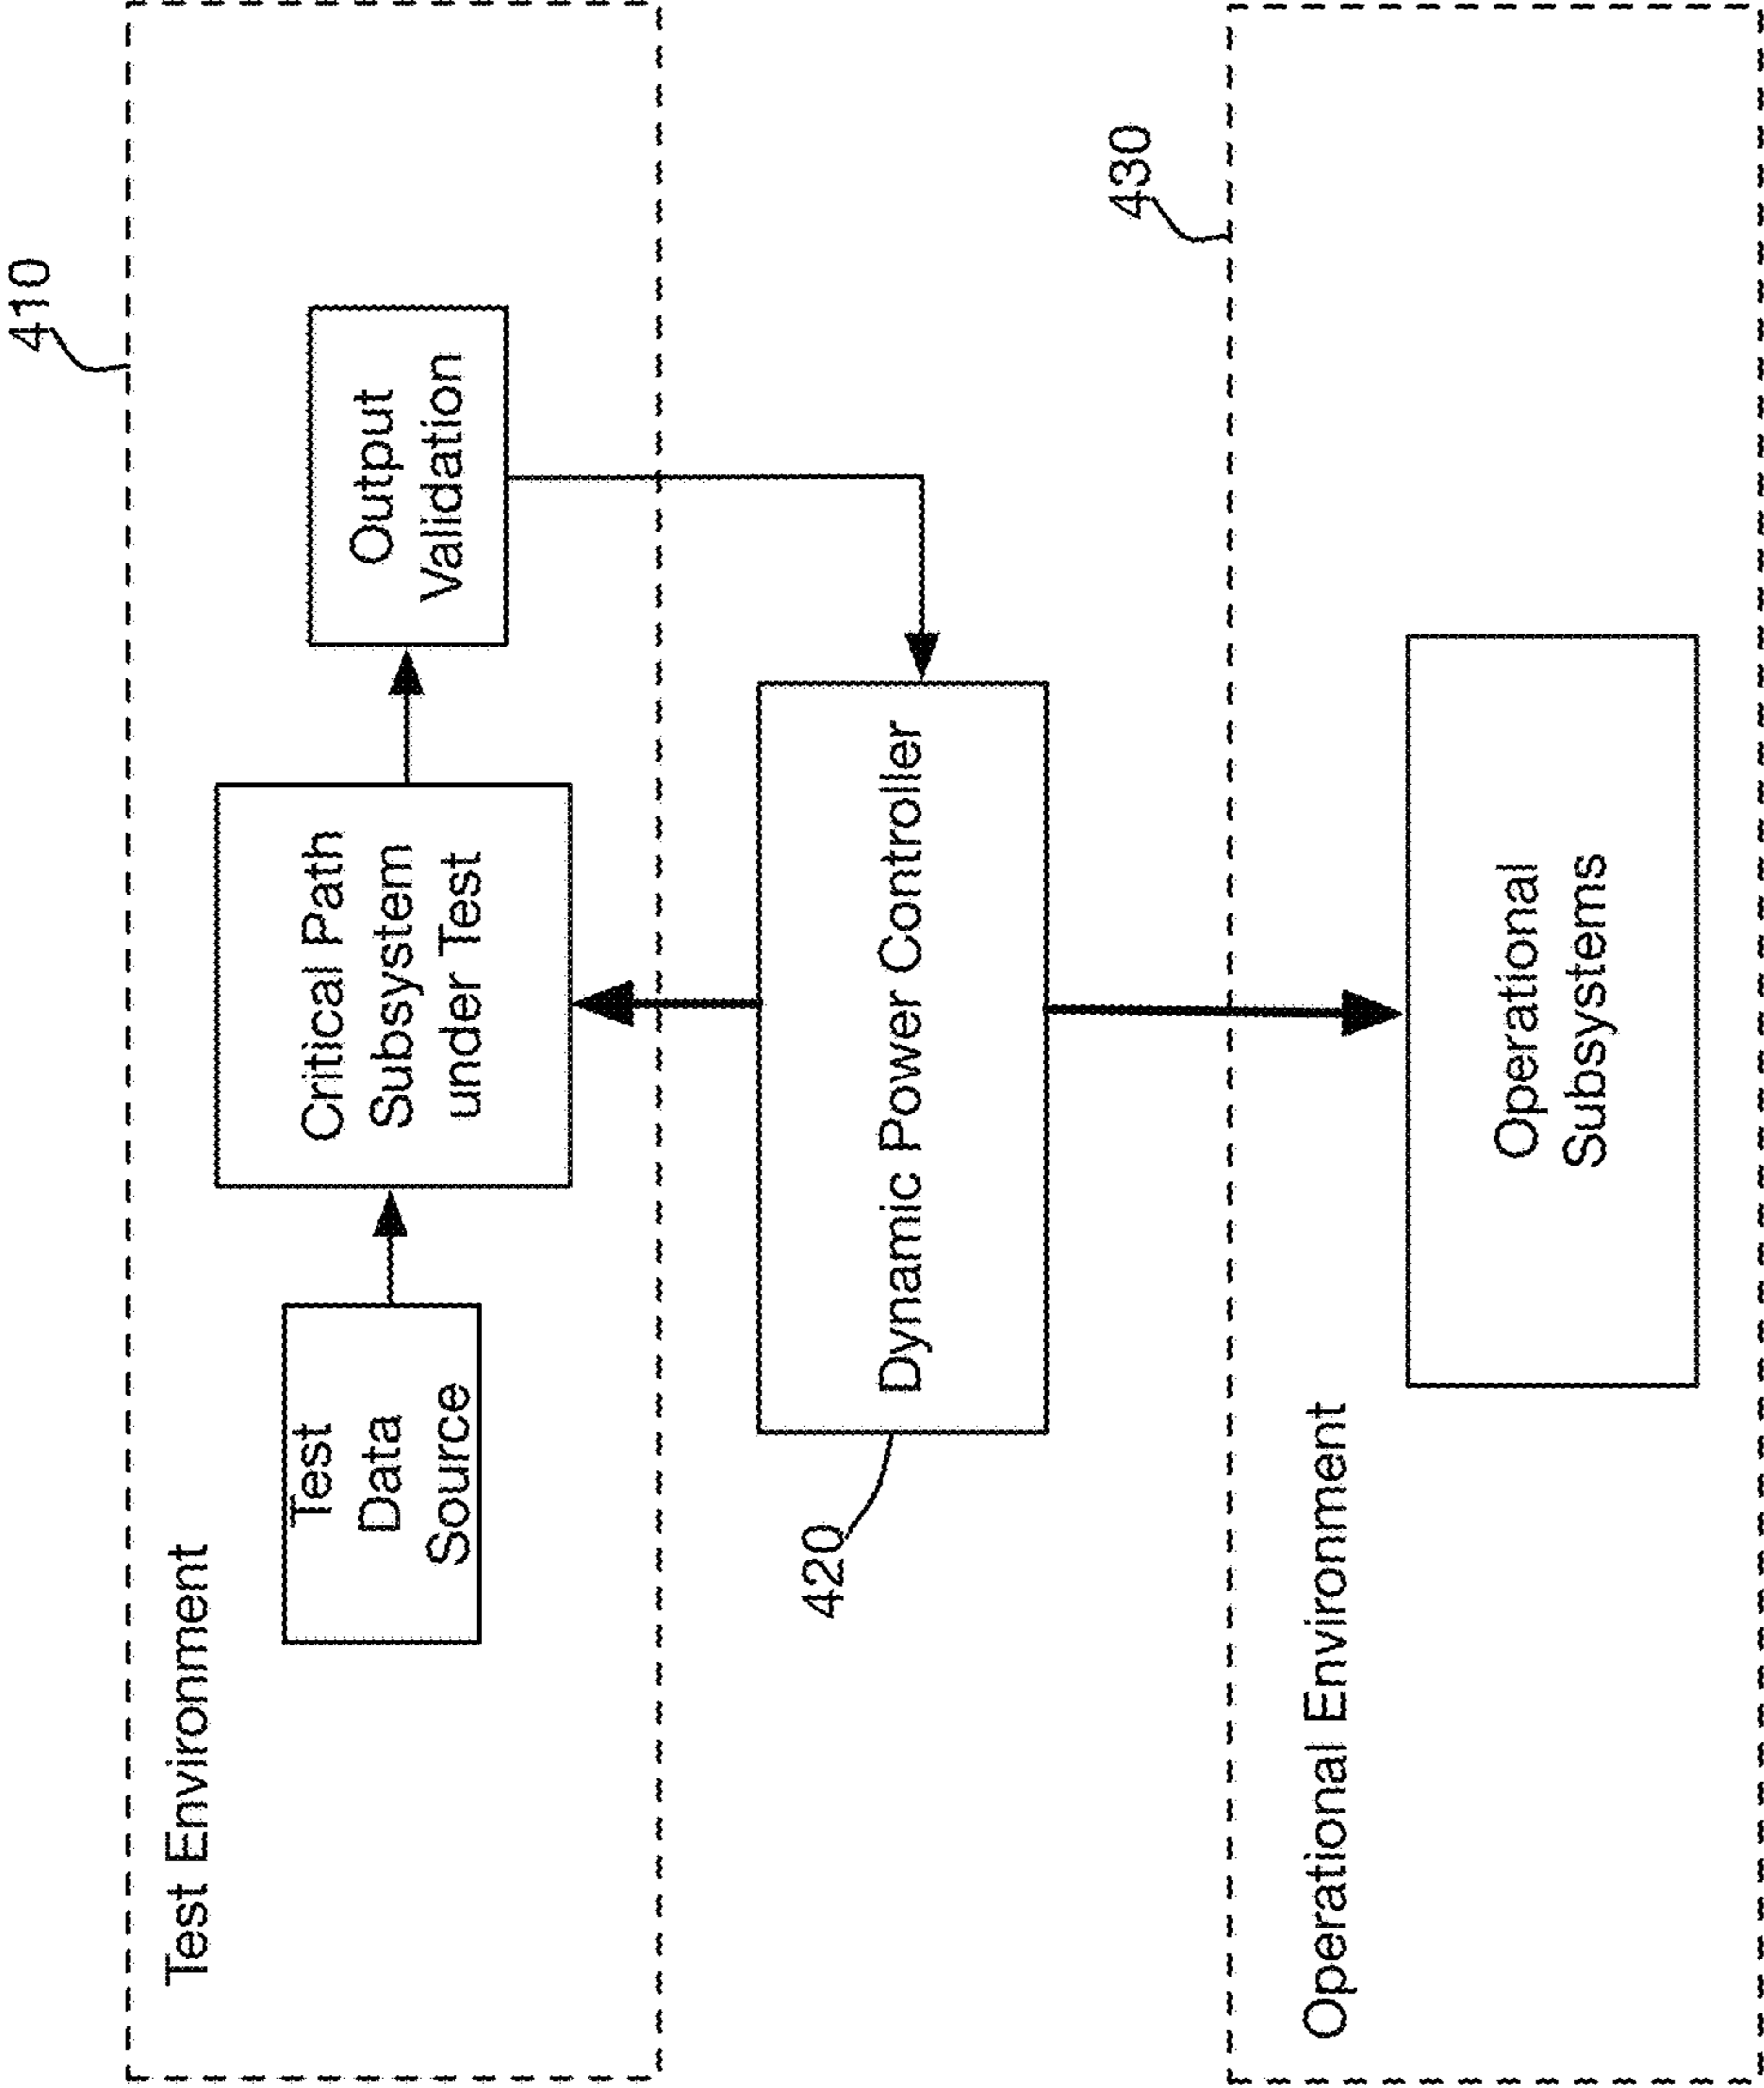 410
Test Environment
Test
Data
Source
Critical Path
Subsystem
under Test
Output
Validation
420
Dynamic Power Controller
430
Operational Environment
Operational
Subsystems